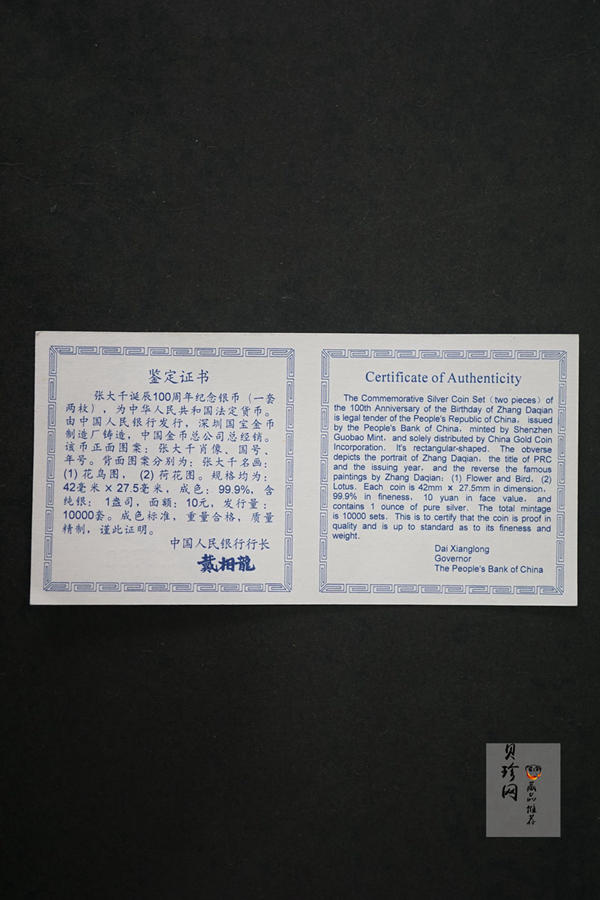 鉴定证书
张大千诞辰100周年纪念银币（一套
两枚），为中华人民共和国法定货币。
由中国人民银行发行，深圳国宝金币
制造厂铸造，中国金币总公司总经销。
该币正面图案：张大千肖像、国号、
年号。背面图案分别为：张大千名画：
(1)花鸟图，(2)荷花图。规格均为：
42毫米×27.5毫米，成色：99.9%，含
纯银：1盎司，面额：10元，发行量：
10000套。成色标准，重量合格，质量
精制，谨此证明。
中国人民银行行长
戴相龍
Certificate of Authenticity
The Commemorative Silver Coin Set (two pieces) of
the 100th Anniversary of the Birthday of Zhang Daqian
is legal tender of the People's Republic of China, issued
by the People's Bank of China, minted by Shenzhen
Guobao Mint, and solely distributed by China Gold Coin
Incorporation. It's rectangular-shaped. The obverse
depicts the portrait of Zhang Daqian, the title of PRC
and the issuing year, and the reverse the famous
paintings by Zhang Daqian: (1) Flower and Bird, (2)
Lotus. Each coin is 42mm × 27.5mm in dimension,
99.9% in fineness, 10 yuan in face value, and
contains 1 ounce of pure silver. The total mintage
is 10000 sets. This is to certify that the coin is proof in
quality and is up to standard as to its fineness and
weight.
Dai Xianglong
Governor
The People's Bank of China
贝珍网
藏品推荐